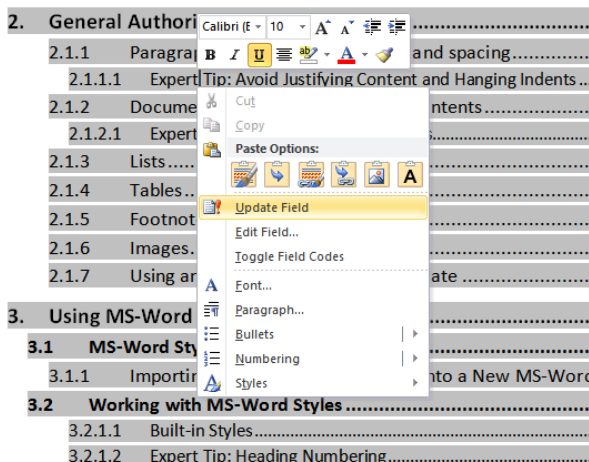 2. General Authori
Calibri (E 10 A A
2.1.1 Paragra and spacing
B I U A
2.1.1.1 Expert Tip: Avoid Justifying Content and Hanging Indents
Cut
2.1.2 Docume ntents
Copy
2.1.2.1 Expert
Paste Options:
2.1.3 Lists
A
2.1.4 Tables
Update Field
2.1.5 Footnot
Edit Field...
2.1.6 Images
Toggle Field Codes
2.1.7 Using an ate
A Font...
3. Using MS-Word
Paragraph...
3.1 MS-Word Sty
Bullets
Numbering
3.1.1 Importin nto a New MS-Word
Styles
3.2 Working with MS-Word Styles
3.2.1.1 Built-in Styles
3.2.1.2 Expert Tip: Heading Numbering